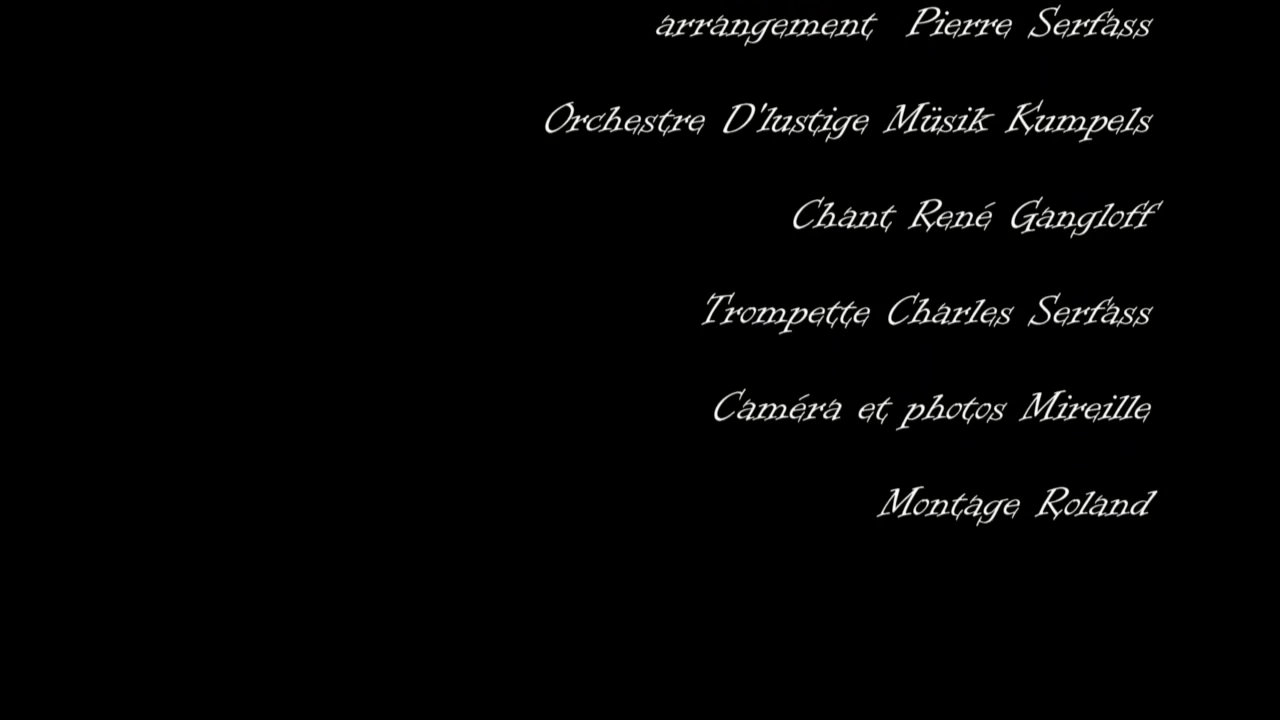 arrangement Pierre Serfass
Orchestre D'lustige Müsik Kumpels
Chant René Gangloff
Trompette Charles Serfass
Caméra et photos Mireille
Montage Roland